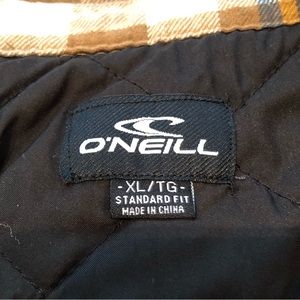 O'NEILL
-XL/TG-
STANDARD FIT
MADE IN CHINA